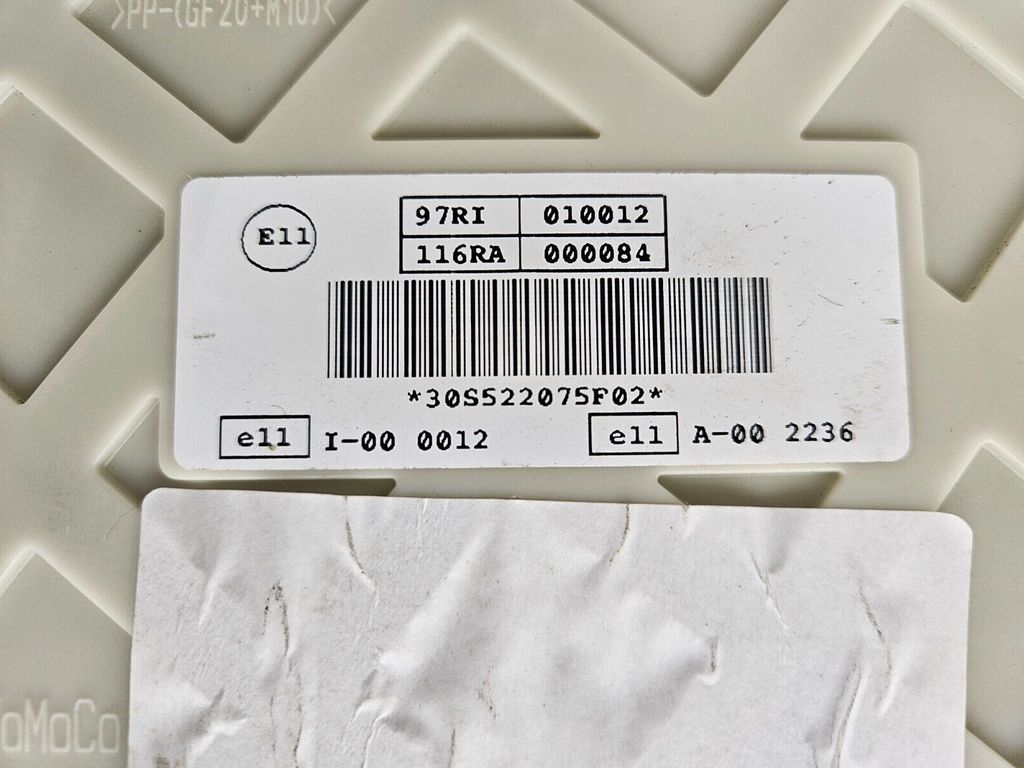 >PP-(GF20+M10)<
E11
97RI 010012
116RA 000084
*30S522075F02*
e11 I-00 0012
e11 A-00 2236
oMoCo